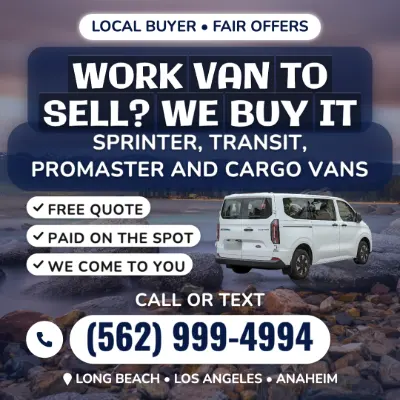 LOCAL BUYER • FAIR OFFERS
WORK VAN TO
SELL? WE BUY IT
SPRINTER, TRANSIT,
PROMASTER AND CARGO VANS
FREE QUOTE
PAID ON THE SPOT
WE COME TO YOU
CALL OR TEXT
(562) 999-4994
LONG BEACH • LOS ANGELES • ANAHEIM